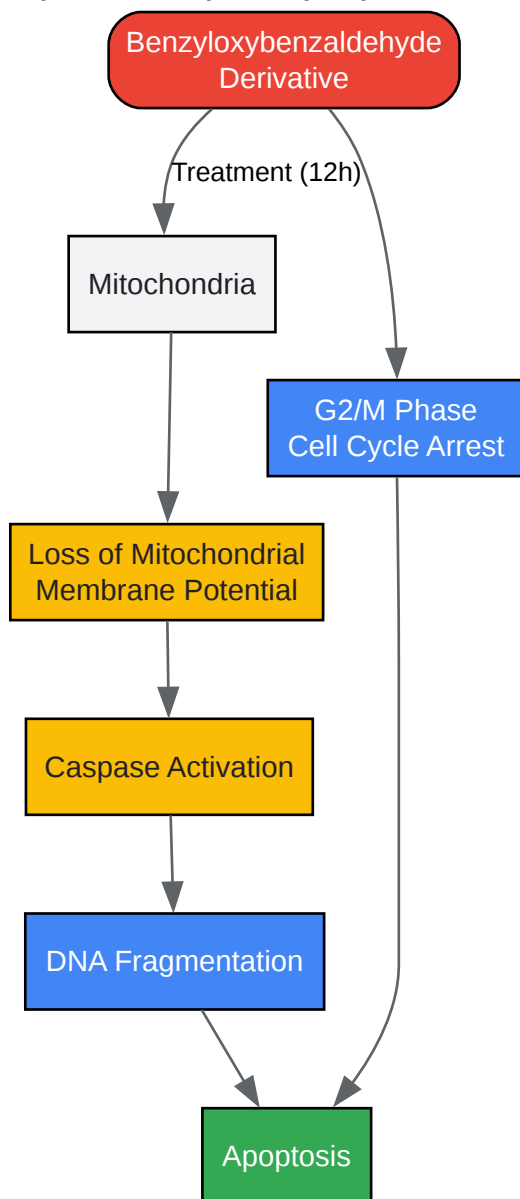 Benzyloxybenzaldehyde
Derivative
Treatment (12h)
Mitochondria
G2/M Phase
Cell Cycle Arrest
Loss of Mitochondrial
Membrane Potential
Caspase Activation
DNA Fragmentation
Apoptosis